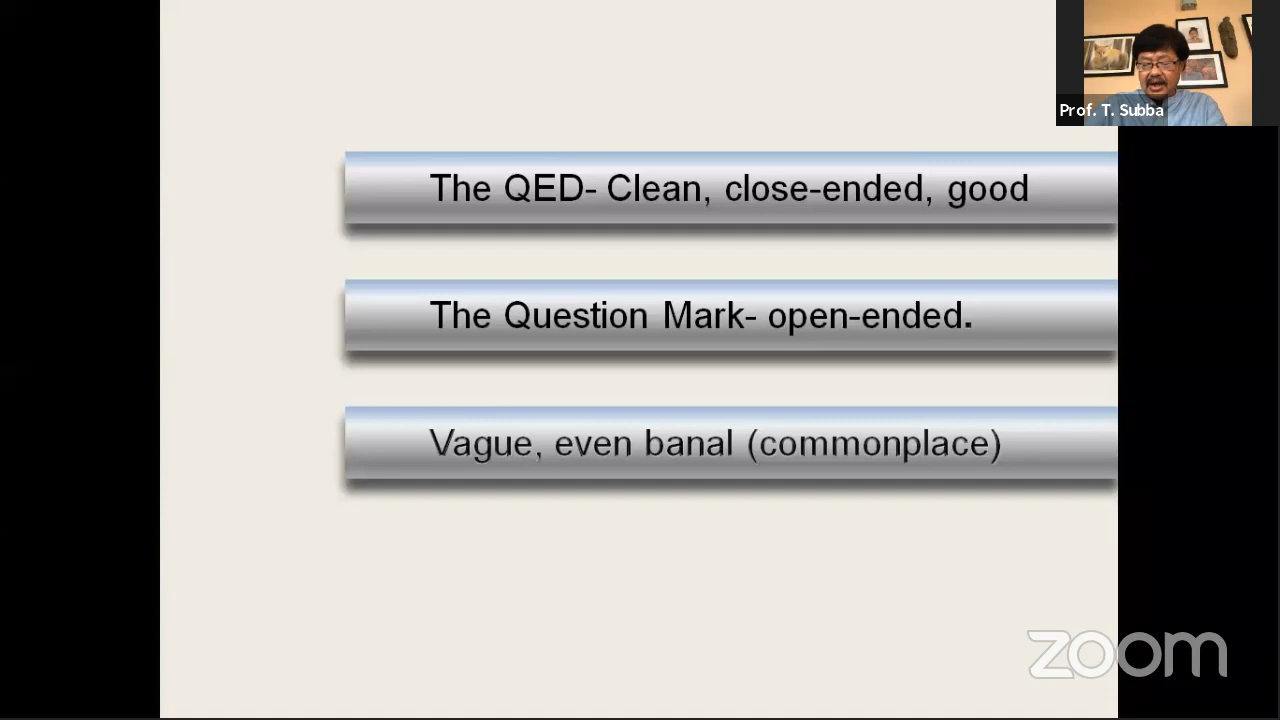 Prof. T. Subba
The QED- Clean, close-ended, good
The Question Mark- open-ended.
Vague, even banal (commonplace)
zoom